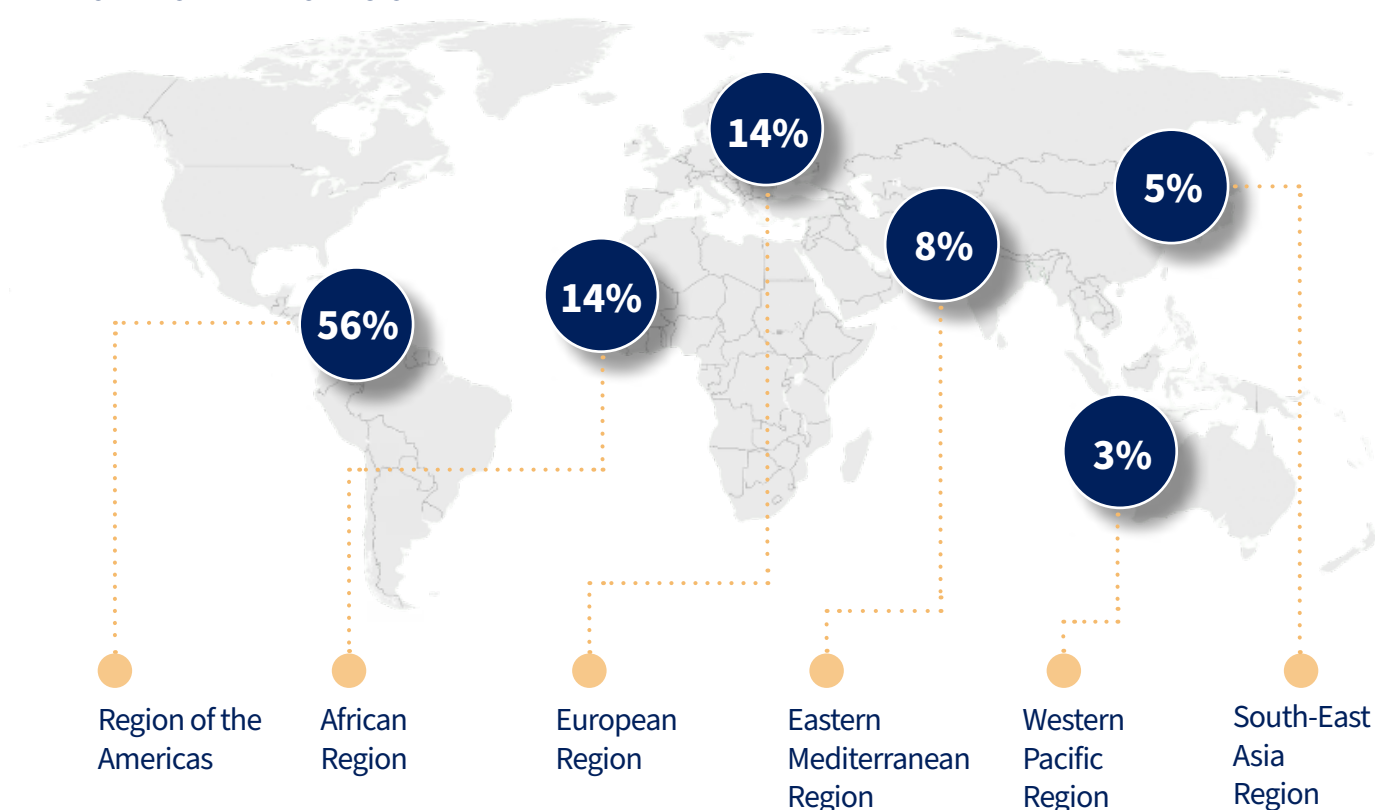 14%
5%
8%
14%
56%
3%
Region of the
Americas
African
Region
European
Region
Eastern
Mediterranean
Region
Western
Pacific
Region
South-East
Asia
Region